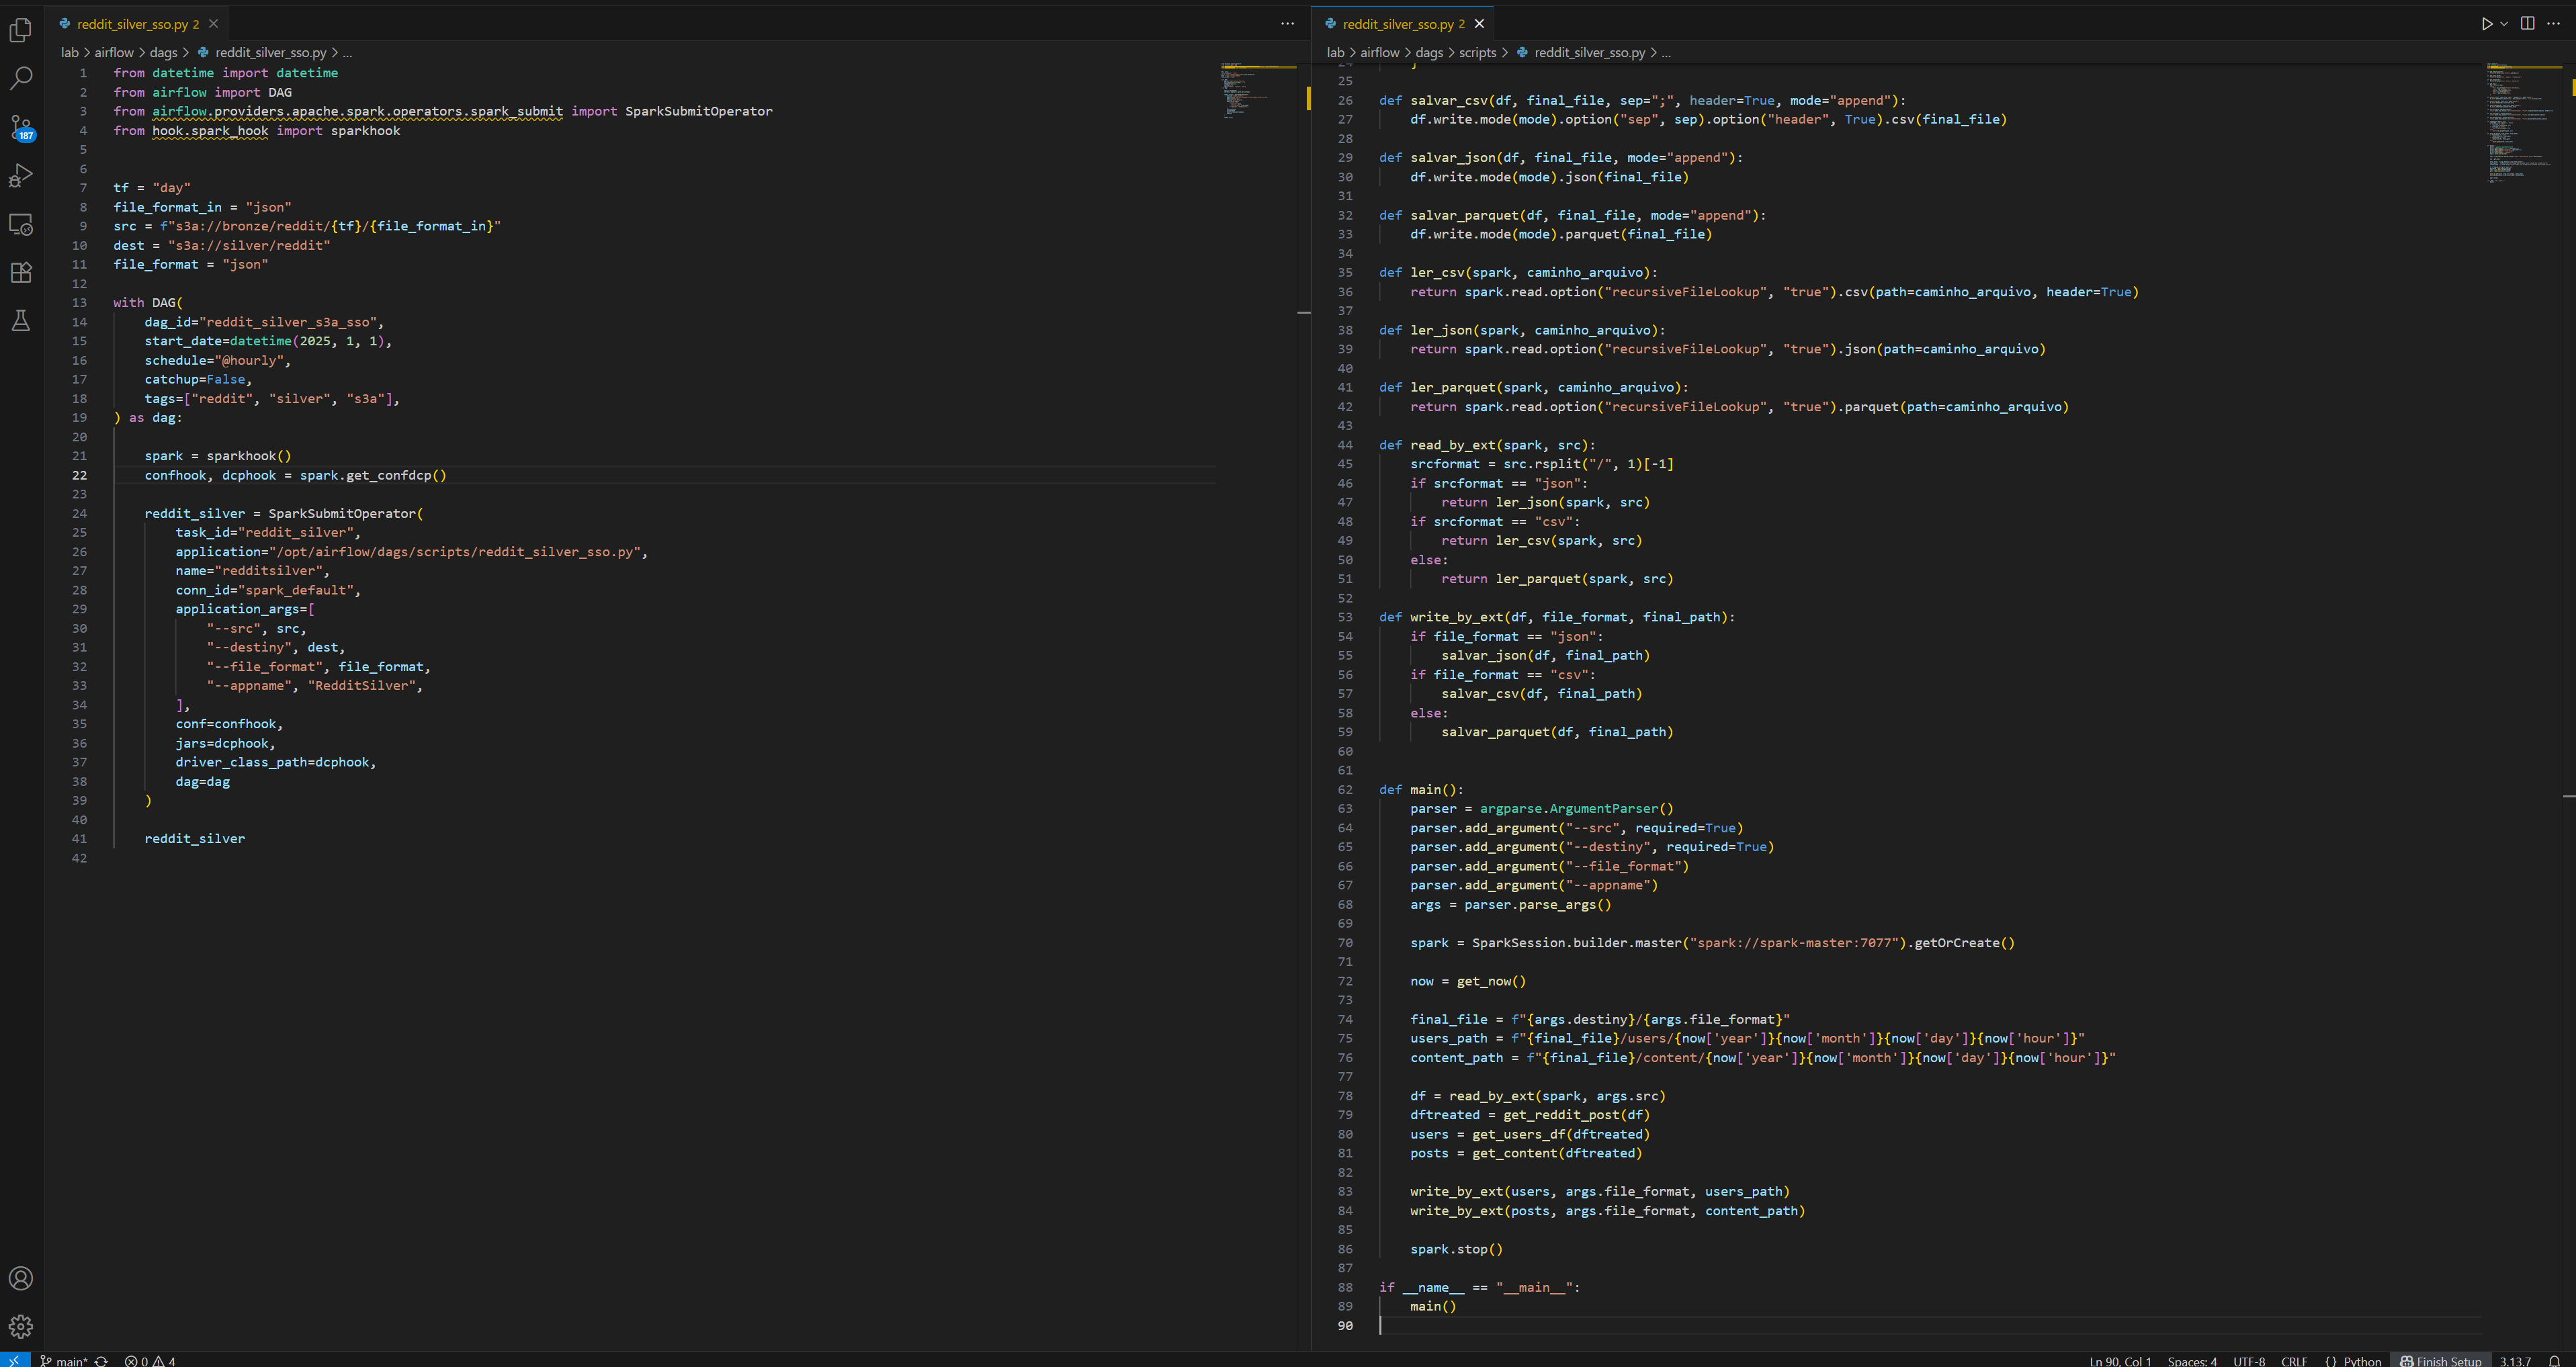 reddit_silver_sso.py 2
lab > airflow > dags > reddit_silver_sso.py > ...
1 from datetime import datetime
2 from airflow import DAG
3 from airflow.providers.apache.spark.operators.spark_submit import SparkSubmitOperator
4 from hook.spark_hook import sparkhook
5
6
7 tf = "day"
8 file_format_in = "json"
9 src = f"s3a://bronze/reddit/{tf}/{file_format_in}"
10 dest = "s3a://silver/reddit"
11 file_format = "json"
12
13 with DAG(
14     dag_id="reddit_silver_s3a_sso",
15     start_date=datetime(2025, 1, 1),
16     schedule="@hourly",
17     catchup=False,
18     tags=["reddit", "silver", "s3a"],
19 ) as dag:
20
21     spark = sparkhook()
22     confhook, dcphook = spark.get_confdcp()
23
24     reddit_silver = SparkSubmitOperator(
25         task_id="reddit_silver",
26         application="/opt/airflow/dags/scripts/reddit_silver_sso.py",
27         name="redditsilver",
28         conn_id="spark_default",
29         application_args=[
30             "--src", src,
31             "--destiny", dest,
32             "--file_format", file_format,
33             "--appname", "RedditSilver",
34         ],
35         conf=confhook,
36         jars=dcphook,
37         driver_class_path=dcphook,
38         dag=dag
39     )
40
41     reddit_silver
42
187
reddit_silver_sso.py 2
lab > airflow > dags > scripts > reddit_silver_sso.py > ...
25
26 def salvar_csv(df, final_file, sep=";", header=True, mode="append"):
27     df.write.mode(mode).option("sep", sep).option("header", True).csv(final_file)
28
29 def salvar_json(df, final_file, mode="append"):
30     df.write.mode(mode).json(final_file)
31
32 def salvar_parquet(df, final_file, mode="append"):
33     df.write.mode(mode).parquet(final_file)
34
35 def ler_csv(spark, caminho_arquivo):
36     return spark.read.option("recursiveFileLookup", "true").csv(path=caminho_arquivo, header=True)
37
38 def ler_json(spark, caminho_arquivo):
39     return spark.read.option("recursiveFileLookup", "true").json(path=caminho_arquivo)
40
41 def ler_parquet(spark, caminho_arquivo):
42     return spark.read.option("recursiveFileLookup", "true").parquet(path=caminho_arquivo)
43
44 def read_by_ext(spark, src):
45     srcformat = src.rsplit("/", 1)[-1]
46     if srcformat == "json":
47         return ler_json(spark, src)
48     if srcformat == "csv":
49         return ler_csv(spark, src)
50     else:
51         return ler_parquet(spark, src)
52
53 def write_by_ext(df, file_format, final_path):
54     if file_format == "json":
55         salvar_json(df, final_path)
56     if file_format == "csv":
57         salvar_csv(df, final_path)
58     else:
59         salvar_parquet(df, final_path)
60
61
62 def main():
63     parser = argparse.ArgumentParser()
64     parser.add_argument("--src", required=True)
65     parser.add_argument("--destiny", required=True)
66     parser.add_argument("--file_format")
67     parser.add_argument("--appname")
68     args = parser.parse_args()
69
70     spark = SparkSession.builder.master("spark://spark-master:7077").getOrCreate()
71
72     now = get_now()
73
74     final_file = f"{args.destiny}/{args.file_format}"
75     users_path = f"{final_file}/users/{now['year']}{now['month']}{now['day']}{now['hour']}"
76     content_path = f"{final_file}/content/{now['year']}{now['month']}{now['day']}{now['hour']}"
77
78     df = read_by_ext(spark, args.src)
79     dftreated = get_reddit_post(df)
80     users = get_users_df(dftreated)
81     posts = get_content(dftreated)
82
83     write_by_ext(users, args.file_format, users_path)
84     write_by_ext(posts, args.file_format, content_path)
85
86     spark.stop()
87
88 if __name__ == "__main__":
89     main()
90
main* 0 4
Ln 90, Col 1 Spaces: 4 UTF-8 CRLF {} Python Finish Setup 3.13.7